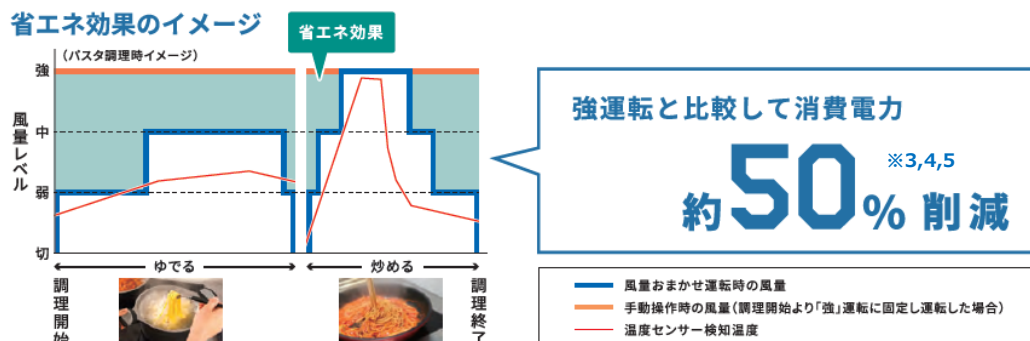 省エネ効果のイメージ
省エネ効果
（パスタ調理時イメージ）
強
中
弱
切
風量レベル
ゆでる
炒める
調理開始
調理終了
強運転と比較して消費電力
約50%削減
※3,4,5
風量おまかせ運転時の風量
手動操作時の風量（調理開始より「強」運転に固定し運転した場合）
温度センサー検知温度